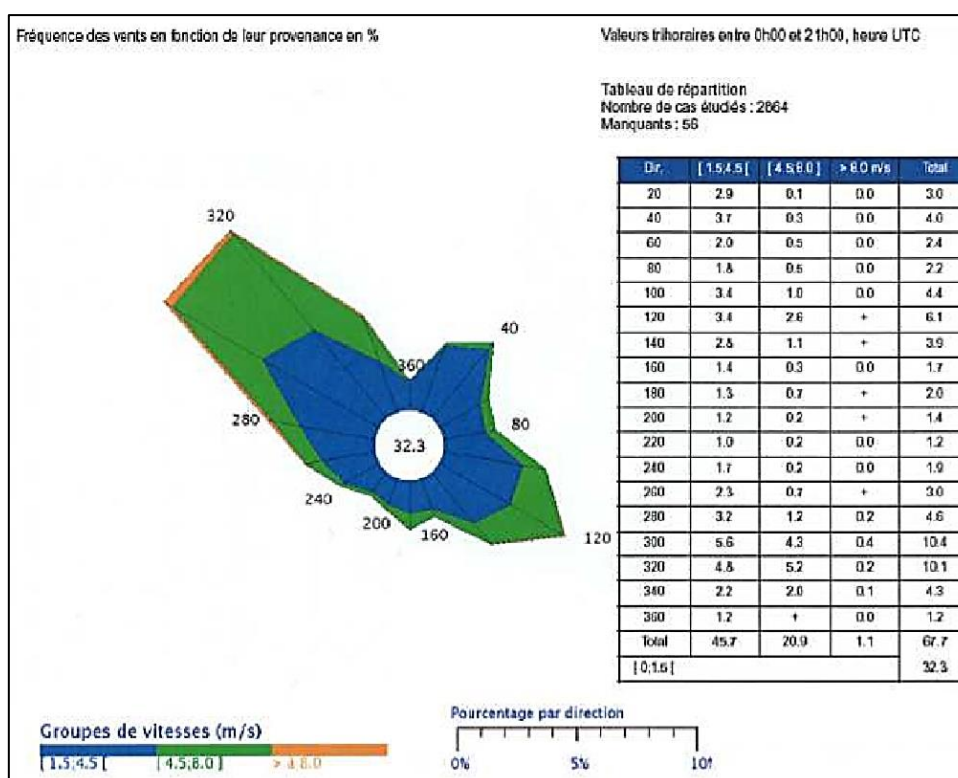 Fréquence des vents en fonction de leur provenance en %
Valeurs trihoraires entre 0h00 et 21h00, heure UTC
Tableau de répartition
Nombre de cas étudiés : 2864
Manquants : 56
Dir. [ 1.5;4.5 [ [ 4.5;8.0 ] > 8.0 m/s Total
20 2.9 0.1 0.0 3.0
40 3.7 0.3 0.0 4.0
60 2.0 0.5 0.0 2.4
80 1.8 0.5 0.0 2.2
100 3.4 1.0 0.0 4.4
120 3.4 2.6 + 6.1
140 2.8 1.1 + 3.9
160 1.4 0.3 0.0 1.7
180 1.3 0.7 + 2.0
200 1.2 0.2 + 1.4
220 1.0 0.2 0.0 1.2
240 1.7 0.2 0.0 1.9
260 2.3 0.7 + 3.0
280 3.2 1.2 0.2 4.6
300 5.6 4.3 0.4 10.4
320 4.8 5.2 0.2 10.1
340 2.2 2.0 0.1 4.3
360 1.2 + 0.0 1.2
Total 45.7 20.9 1.1 67.7
[ 0;1.5 [ 32.3
320
40
360
80
280
32.3
240
200
160
120
Groupes de vitesses (m/s)
[ 1.5;4.5 [ [ 4.5;8.0 ] > à 8.0
Pourcentage par direction
0% 5% 10